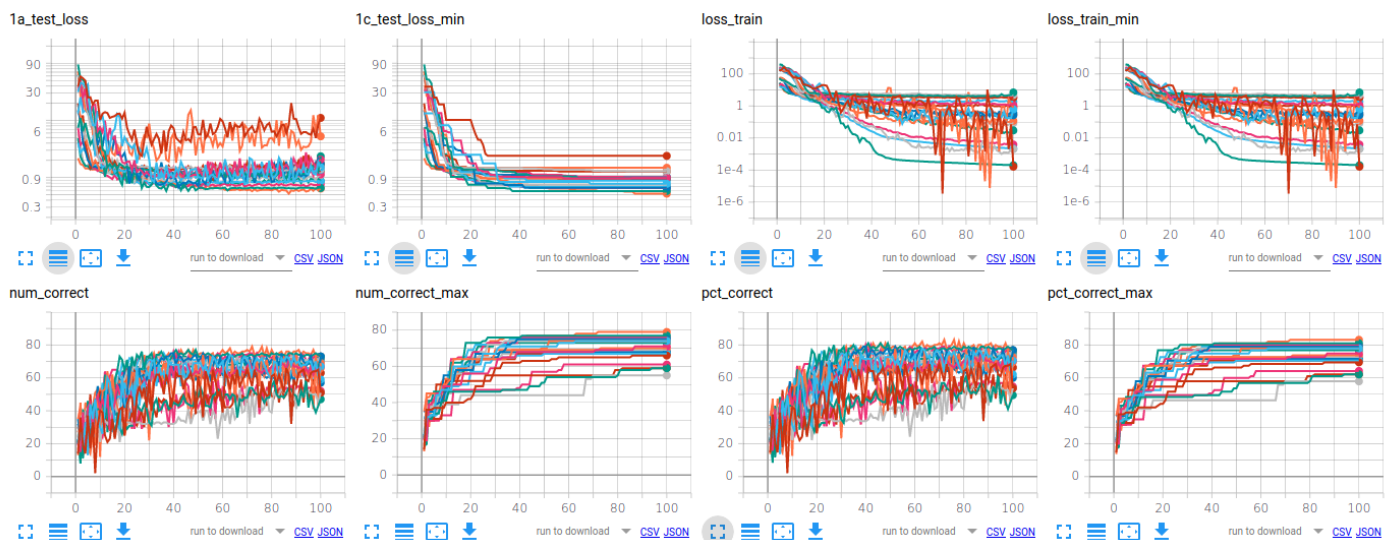 1a_test_loss
90
30
6
0.9
0.3
0 20 40 60 80 100
run to download CSV JSON
1c_test_loss_min
90
30
6
0.9
0.3
0 20 40 60 80 100
run to download CSV JSON
loss_train
100
1
0.01
1e-4
1e-6
0 20 40 60 80 100
run to download CSV JSON
loss_train_min
100
1
0.01
1e-4
1e-6
0 20 40 60 80 100
run to download CSV JSON
num_correct
80
60
40
20
0
0 20 40 60 80 100
run to download CSV JSON
num_correct_max
80
60
40
20
0
0 20 40 60 80 100
run to download CSV JSON
pct_correct
80
60
40
20
0
0 20 40 60 80 100
run to download CSV JSON
pct_correct_max
80
60
40
20
0
0 20 40 60 80 100
run to download CSV JSON